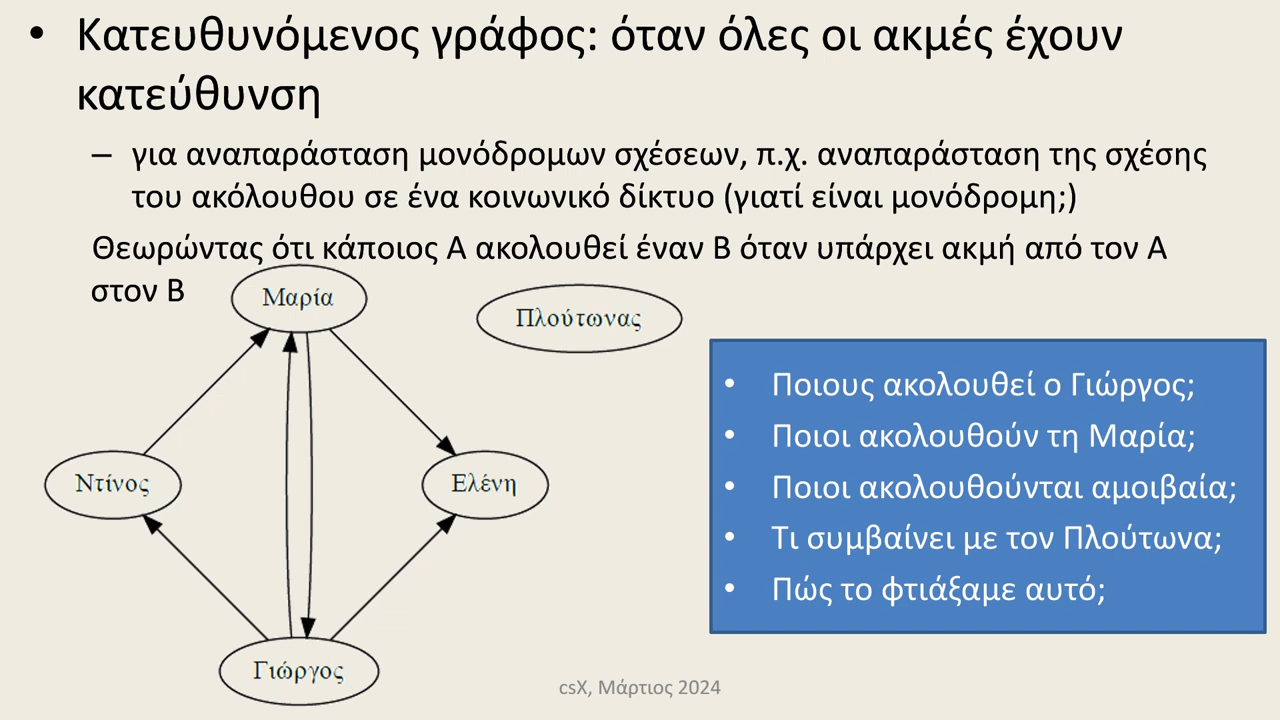 • Κατευθυνόμενος γράφος: όταν όλες οι ακμές έχουν
κατεύθυνση
– για αναπαράσταση μονόδρομων σχέσεων, π.χ. αναπαράσταση της σχέσης
του ακόλουθου σε ένα κοινωνικό δίκτυο (γιατί είναι μονόδρομη;)
Θεωρώντας ότι κάποιος Α ακολουθεί έναν Β όταν υπάρχει ακμή από τον Α
στον Β
Μαρία
Πλούτωνας
Ντίνος
Ελένη
Γιώργος
• Ποιους ακολουθεί ο Γιώργος;
• Ποιοι ακολουθούν τη Μαρία;
• Ποιοι ακολουθούνται αμοιβαία;
• Τι συμβαίνει με τον Πλούτωνα;
• Πώς το φτιάξαμε αυτό;
csX, Μάρτιος 2024